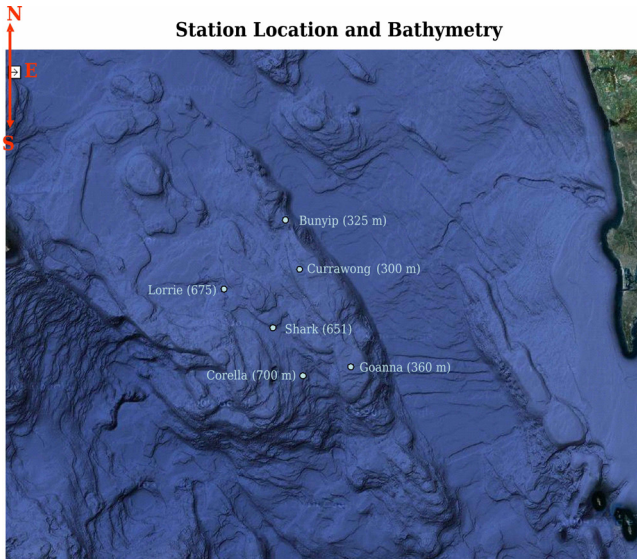 N
Station Location and Bathymetry
E
S
Bunyip (325 m)
Currawong (300 m)
Lorrie (675)
Shark (651)
Goanna (360 m)
Corella (700 m)